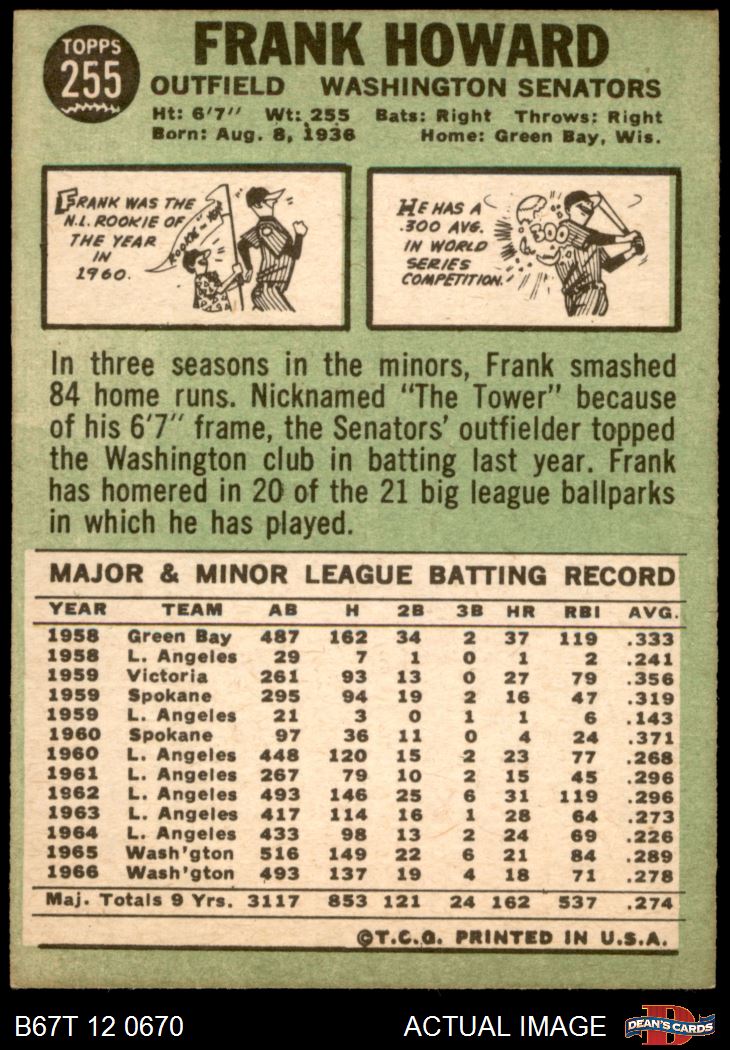 TOPPS
255
FRANK HOWARD
OUTFIELD WASHINGTON SENATORS
Ht: 6'7" Wt: 255 Bats: Right Throws: Right
Born: Aug. 8, 1936 Home: Green Bay, Wis.
FRANK WAS THE
N.L. ROOKIE OF
THE YEAR
IN
1960.
HE HAS A
.300 AVG.
IN WORLD
SERIES
COMPETITION.
300
In three seasons in the minors, Frank smashed
84 home runs. Nicknamed "The Tower" because
of his 6'7" frame, the Senators' outfielder topped
the Washington club in batting last year. Frank
has homered in 20 of the 21 big league ballparks
in which he has played.
MAJOR & MINOR LEAGUE BATTING RECORD
YEAR TEAM AB H 2B 3B HR RBI AVG.
1958 Green Bay 487 162 34 2 37 119 .333
1958 L. Angeles 29 7 1 0 1 2 .241
1959 Victoria 261 93 13 0 27 79 .356
1959 Spokane 295 94 19 2 16 47 .319
1959 L. Angeles 21 3 0 1 1 6 .143
1960 Spokane 97 36 11 0 4 24 .371
1960 L. Angeles 448 120 15 2 23 77 .268
1961 L. Angeles 267 79 10 2 15 45 .296
1962 L. Angeles 493 146 25 6 31 119 .296
1963 L. Angeles 417 114 16 1 28 64 .273
1964 L. Angeles 433 98 13 2 24 69 .226
1965 Wash'gton 516 149 22 6 21 84 .289
1966 Wash'gton 493 137 19 4 18 71 .278
Maj. Totals 9 Yrs. 3117 853 121 24 162 537 .274
©T.C.G. PRINTED IN U.S.A.
B67T 12 0670 ACTUAL IMAGE
DEAN'S CARDS